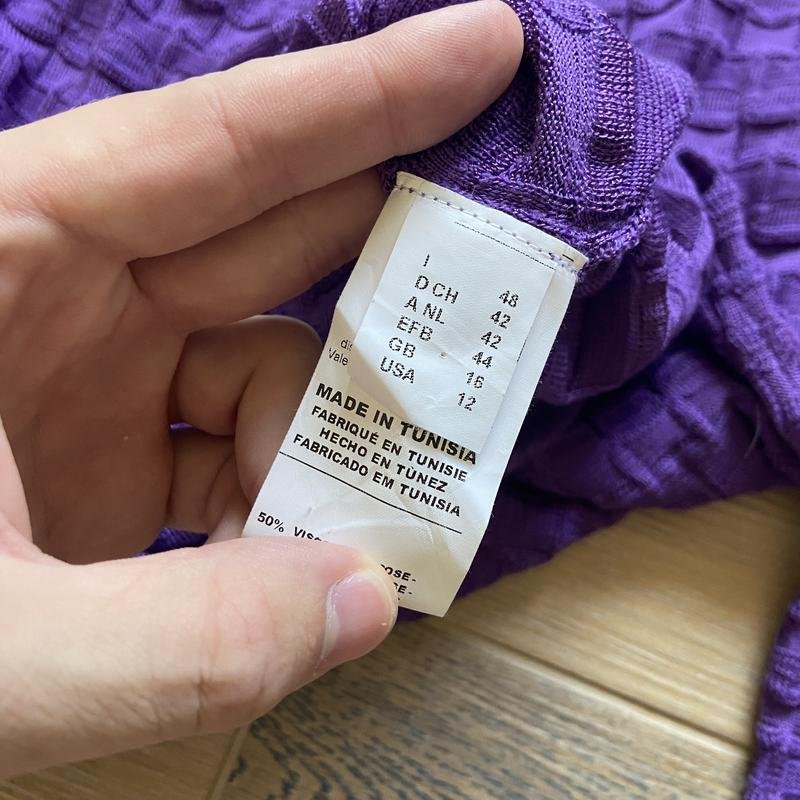 I 48
D CH 42
A NL 42
EFB 44
GB 16
USA 12
MADE IN TUNISIA
FABRIQUÉ EN TUNISIE
HECHO EN TÙNEZ
FABRICADO EM TUNISIA
50%